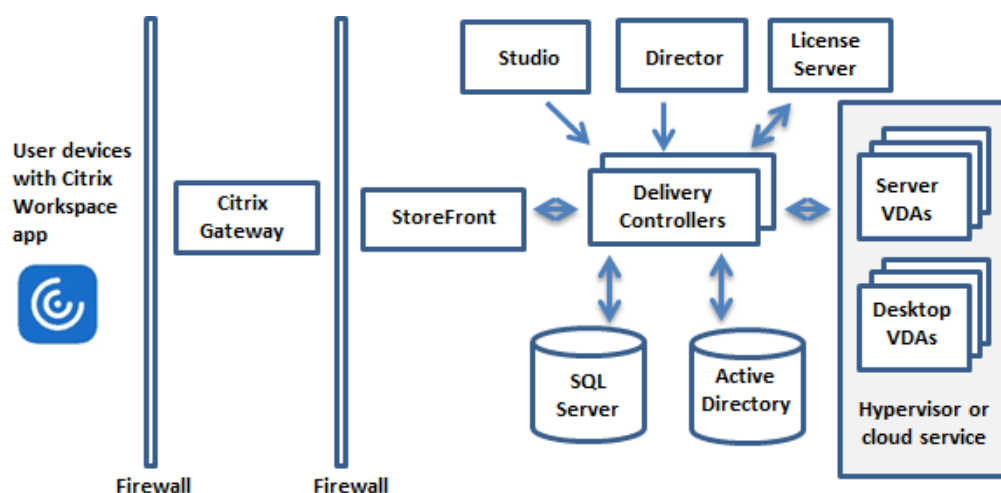 User devices
with Citrix
Workspace
app
Firewall
Citrix
Gateway
Firewall
StoreFront
Studio
Director
License
Server
Delivery
Controllers
SQL
Server
Active
Directory
Server
VDAs
Desktop
VDAs
Hypervisor or
cloud service